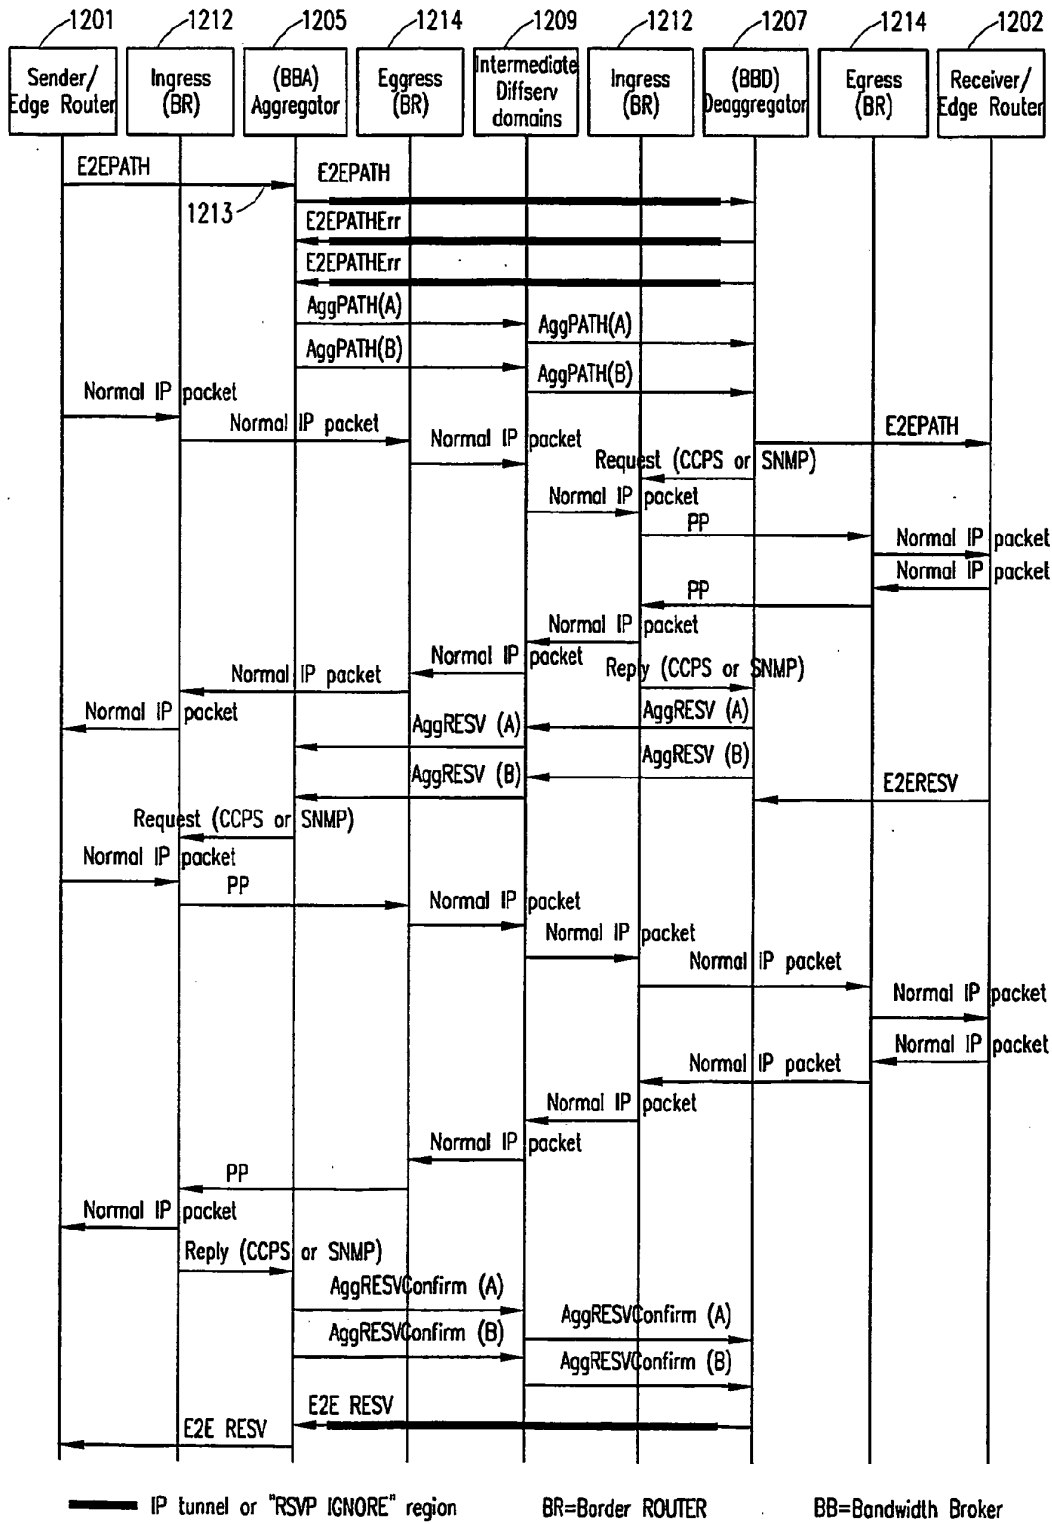 1201 1212 1205 1214 1209 1212 1207 1214 1202
Sender/
Edge Router
Ingress
(BR)
(BBA)
Aggregator
Eggress
(BR)
Intermediate
Diffserv
domains
Ingress
(BR)
(BBD)
Deaggregator
Egress
(BR)
Receiver/
Edge Router
E2EPATH
E2EPATH
1213
E2EPATHErr
E2EPATHErr
AggPATH(A)
AggPATH(A)
AggPATH(B)
AggPATH(B)
Normal IP packet
Normal IP packet
E2EPATH
Normal IP packet
Request (CCPS or SNMP)
Normal IP packet
PP
Normal IP packet
Normal IP packet
PP
Normal IP packet
Normal IP packet
Reply (CCPS or SNMP)
Normal IP packet
Normal IP packet
AggRESV (A)
AggRESV (A)
AggRESV (B)
AggRESV (B)
E2ERESV
Request (CCPS or SNMP)
Normal IP packet
PP
Normal IP packet
Normal IP packet
Normal IP packet
Normal IP packet
Normal IP packet
Normal IP packet
Normal IP packet
Normal IP packet
PP
Normal IP packet
Reply (CCPS or SNMP)
AggRESVConfirm (A)
AggRESVConfirm (A)
AggRESVConfirm (B)
AggRESVConfirm (B)
E2E RESV
E2E RESV
IP tunnel or "RSVP IGNORE" region
BR=Border ROUTER
BB=Bandwidth Broker